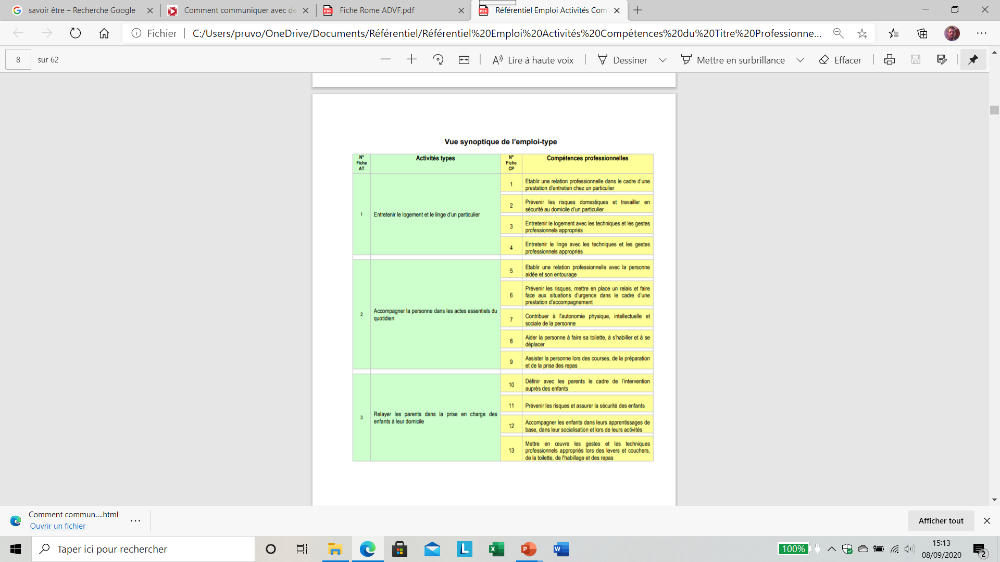 savoir être – Recherche Google
Comment communiquer avec de
Fiche Rome ADVF.pdf
Référentiel Emploi Activités Com
Fichier
C:/Users/pruvo/OneDrive/Documents/Référentiel/Référentiel%20Emploi%20Activités%20Compétences%20du%20Titre%20Professionne...
8 sur 62
Lire à haute voix
Dessiner
Mettre en surbrillance
Effacer
Vue synoptique de l'emploi-type
N° Fiche AT
Activités types
N° Fiche CP
Compétences professionnelles
1
Entretenir le logement et le linge d'un particulier
1
Etablir une relation professionnelle dans le cadre d'une
prestation d'entretien chez un particulier
2
Prévenir les risques domestiques et travailler en
sécurité au domicile d'un particulier
3
Entretenir le logement avec les techniques et les gestes
professionnels appropriés
4
Entretenir le linge avec les techniques et les gestes
professionnels appropriés
2
Accompagner la personne dans les actes essentiels du
quotidien
5
Etablir une relation professionnelle avec la personne
aidée et son entourage
6
Prévenir les risques, mettre en place un relais et faire
face aux situations d'urgence dans le cadre d'une
prestation d'accompagnement
7
Contribuer à l'autonomie physique, intellectuelle et
sociale de la personne
8
Aider la personne à faire sa toilette, à s'habiller et à se
déplacer
9
Assister la personne lors des courses, de la préparation
et de la prise des repas
3
Relayer les parents dans la prise en charge des
enfants à leur domicile
10
Définir avec les parents le cadre de l'intervention
auprès des enfants
11
Prévenir les risques et assurer la sécurité des enfants
12
Accompagner les enfants dans leurs apprentissages de
base, dans leur socialisation et lors de leurs activités
13
Mettre en œuvre les gestes et les techniques
professionnels appropriés lors des levers et couchers,
de la toilette, de l'habillage et des repas
Comment commun....html
Ouvrir un fichier
Afficher tout
Taper ici pour rechercher
100%
15:13
08/09/2020
2